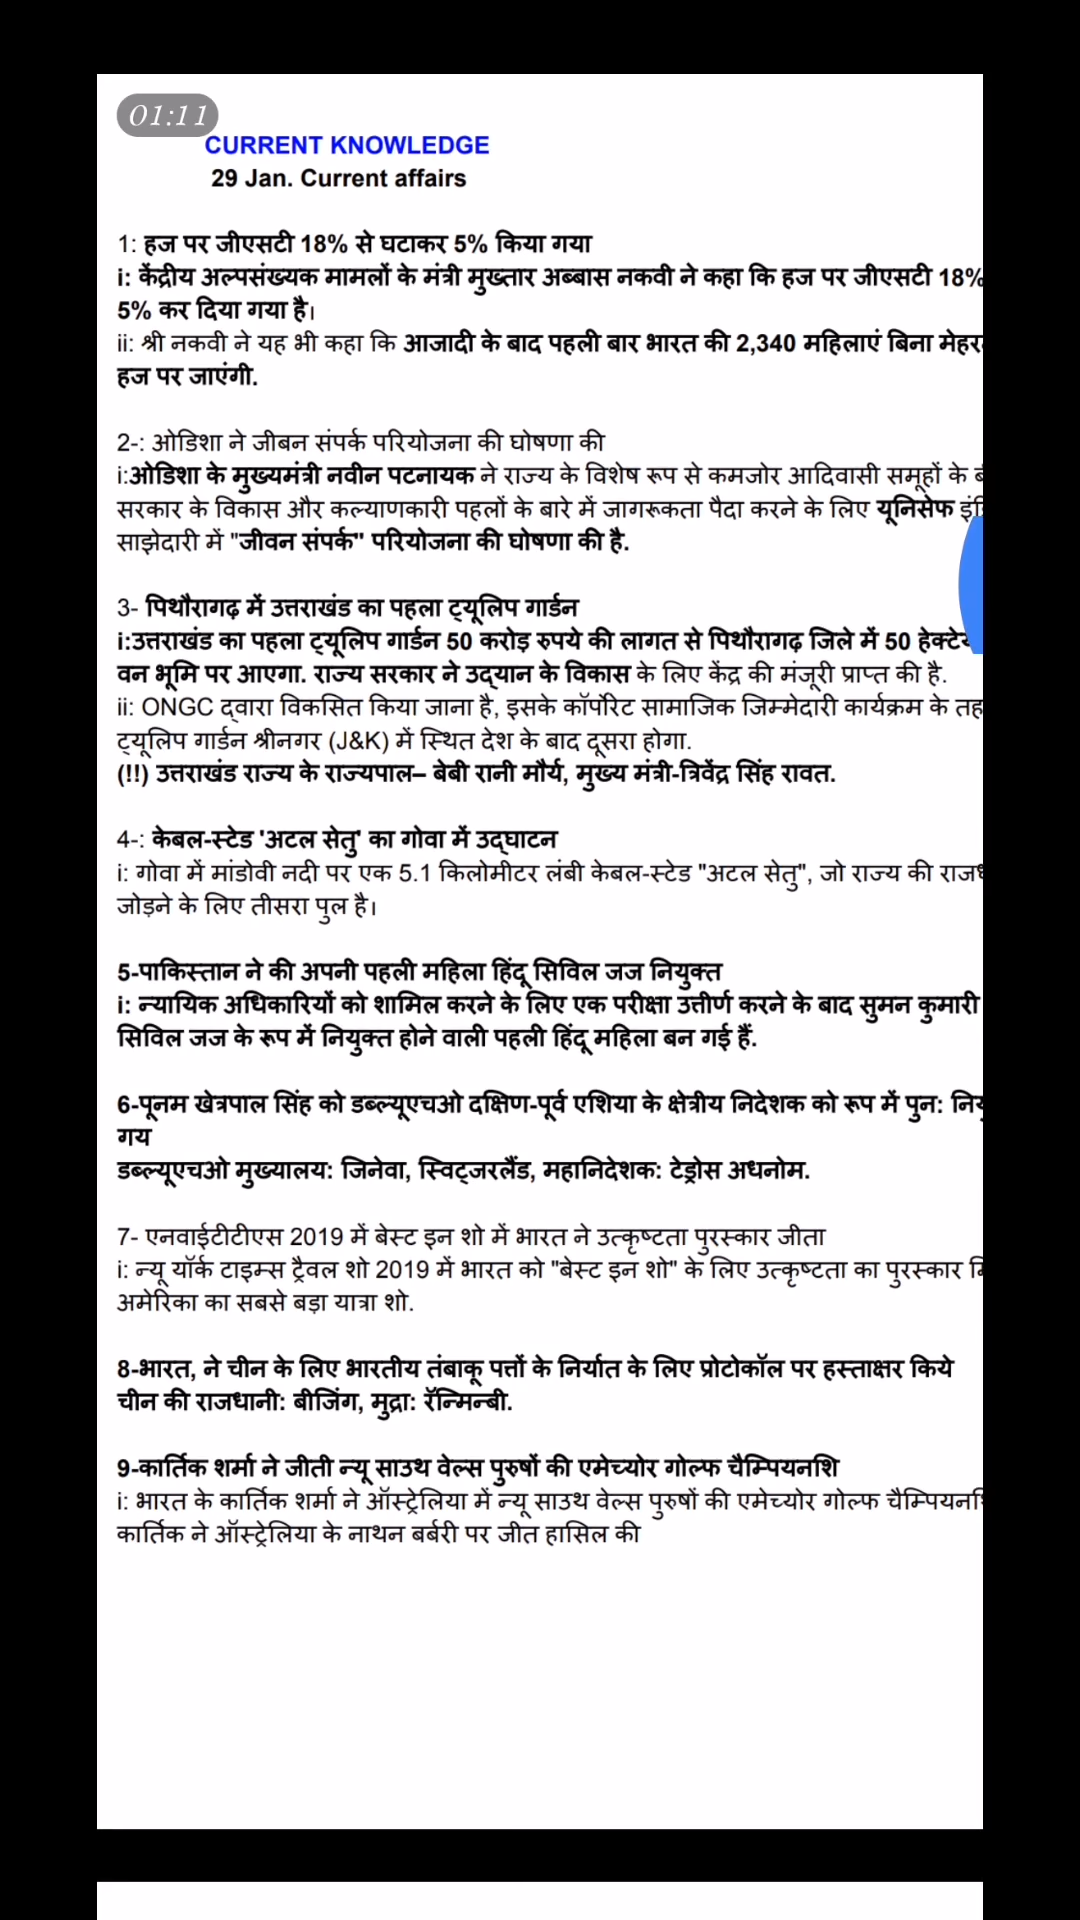 01:11
CURRENT KNOWLEDGE
29 Jan. Current affairs
1: हज पर जीएसटी 18% से घटाकर 5% किया गया
i: केंद्रीय अल्पसंख्यक मामलों के मंत्री मुख्तार अब्बास नकवी ने कहा कि हज पर जीएसटी 18%
5% कर दिया गया है।
ii: श्री नकवी ने यह भी कहा कि आजादी के बाद पहली बार भारत की 2,340 महिलाएं बिना
हज पर जाएंगी.
2-: ओडिशा ने जीबन संपर्क परियोजना की घोषणा की
i:ओडिशा के मुख्यमंत्री नवीन पटनायक ने राज्य के विशेष रूप से कमजोर आदिवासी समूहों के
सरकार के विकास और कल्याणकारी पहलों के बारे में जागरूकता पैदा करने के लिए यूनिसेफ
साझेदारी में "जीवन संपर्क" परियोजना की घोषणा की है.
3- पिथौरागढ़ में उत्तराखंड का पहला ट्यूलिप गार्डन
i:उत्तराखंड का पहला ट्यूलिप गार्डन 50 करोड़ रुपये की लागत से पिथौरागढ़ जिले में 50
वन भूमि पर आएगा. राज्य सरकार ने उद्यान के विकास के लिए केंद्र की मंजूरी प्राप्त की है.
ii: ONGC द्वारा विकसित किया जाना है, इसके कॉर्पोरेट सामाजिक जिम्मेदारी कार्यक्रम के
ट्यूलिप गार्डन श्रीनगर (J&K) में स्थित देश के बाद दूसरा होगा.
(!!) उत्तराखंड राज्य के राज्यपाल– बेबी रानी मौर्य, मुख्य मंत्री-त्रिवेंद्र सिंह रावत.
4-: केबल-स्टेड 'अटल सेतु' का गोवा में उद्घाटन
i: गोवा में मांडोवी नदी पर एक 5.1 किलोमीटर लंबी केबल-स्टेड "अटल सेतु", जो राज्य की
जोड़ने के लिए तीसरा पुल है।
5-पाकिस्तान ने की अपनी पहली महिला हिंदू सिविल जज नियुक्त
i: न्यायिक अधिकारियों को शामिल करने के लिए एक परीक्षा उत्तीर्ण करने के बाद सुमन कुमारी
सिविल जज के रूप में नियुक्त होने वाली पहली हिंदू महिला बन गई हैं.
6-पूनम खेत्रपाल सिंह को डब्ल्यूएचओ दक्षिण-पूर्व एशिया के क्षेत्रीय निदेशक को रूप में पुन:
गय
डब्ल्यूएचओ मुख्यालय: जिनेवा, स्विट्जरलैंड, महानिदेशक: टेड्रोस अधनोम.
7- एनवाईटीटीएस 2019 में बेस्ट इन शो में भारत ने उत्कृष्टता पुरस्कार जीता
i: न्यू यॉर्क टाइम्स ट्रैवल शो 2019 में भारत को "बेस्ट इन शो" के लिए उत्कृष्टता का पुरस्कार
अमेरिका का सबसे बड़ा यात्रा शो.
8-भारत, ने चीन के लिए भारतीय तंबाकू पत्तों के निर्यात के लिए प्रोटोकॉल पर हस्ताक्षर किये
चीन की राजधानी: बीजिंग, मुद्रा: रॅन्मिन्बी.
9-कार्तिक शर्मा ने जीती न्यू साउथ वेल्स पुरुषों की एमेच्योर गोल्फ चैम्पियनशि
i: भारत के कार्तिक शर्मा ने ऑस्ट्रेलिया में न्यू साउथ वेल्स पुरुषों की एमेच्योर गोल्फ
कार्तिक ने ऑस्ट्रेलिया के नाथन बर्बरी पर जीत हासिल की